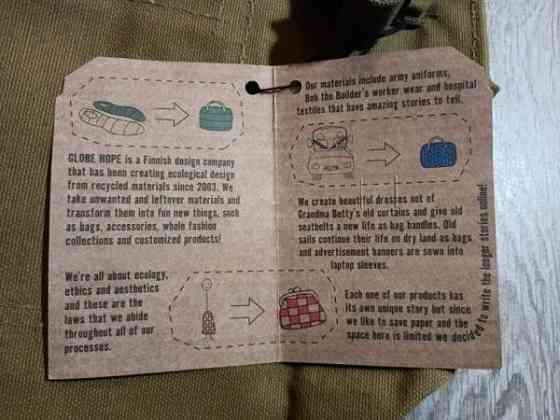 GLOBE HOPE is a Finnish design company
that has been creating ecological design
from recycled materials since 2003. We
take unwanted and leftover materials and
transform them into fun new things, such
as bags, accessories, whole fashion
collections and customized products!
We're all about ecology,
ethics and aesthetics
and these are the
laws that we abide
throughout all of our
processes.
Our materials include army uniforms,
Bob the Builder's worker wear and hospital
textiles that have amazing stories to tell.
We create beautiful dresses out of
Grandma Betty's old curtains and give old
seatbelts a new life as bag handles. Old
sails continue their life on dry land as bags
and advertisement banners are sewn into
laptop sleeves.
Each one of our products has
its own unique story but since
we like to save paper and the
space here is limited we decided to write the longer stories online!